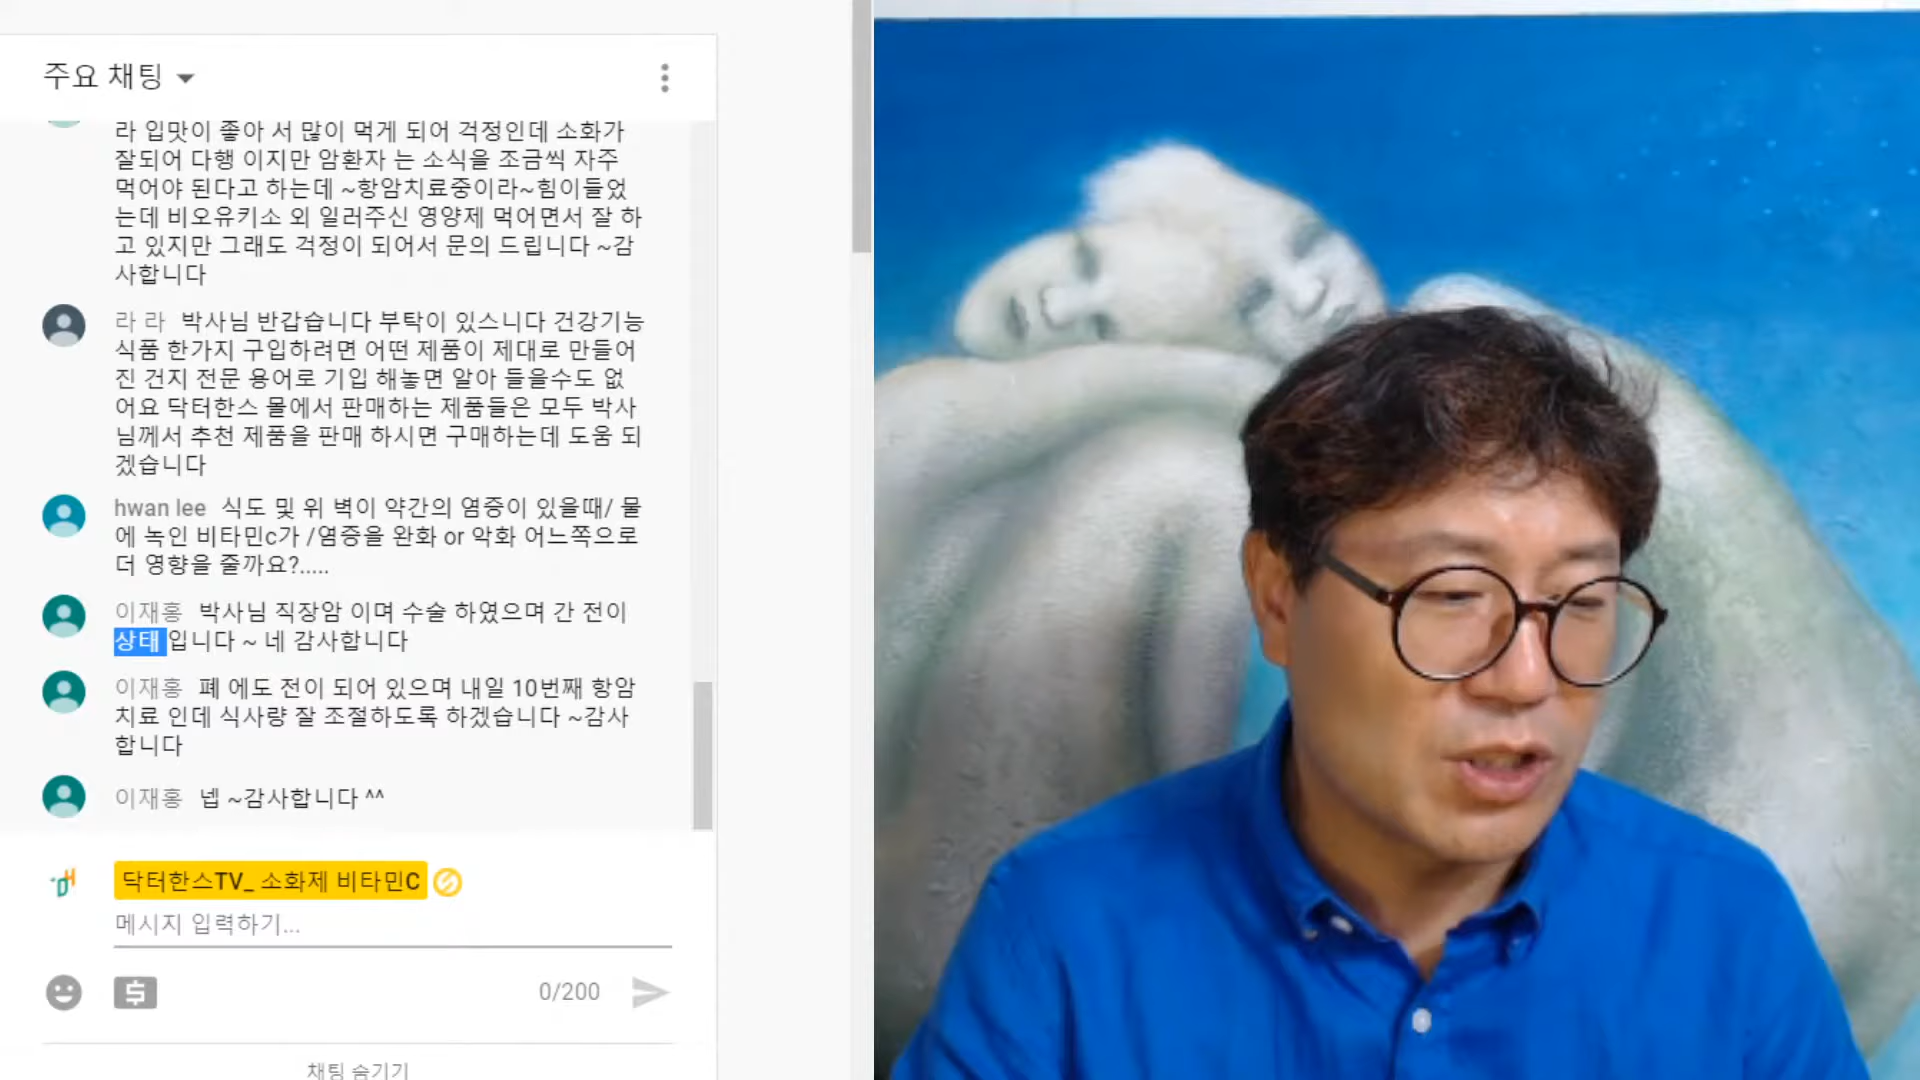 주요 채팅
라 입맛이 좋아 서 많이 먹게 되어 걱정인데 소화가
잘되어 다행 이지만 암환자 는 소식을 조금씩 자주
먹어야 된다고 하는데 ~항암치료중이라~힘이들었
는데 비오유키소 외 일러주신 영양제 먹어면서 잘 하
고 있지만 그래도 걱정이 되어서 문의 드립니다 ~감
사합니다
라 라 박사님 반갑습니다 부탁이 있스니다 건강기능
식품 한가지 구입하려면 어떤 제품이 제대로 만들어
진 건지 전문 용어로 기입 해놓면 알아 들을수도 없
어요 닥터한스 몰에서 판매하는 제품들은 모두 박사
님께서 추천 제품을 판매 하시면 구매하는데 도움 되
겠습니다
hwan lee 식도 및 위 벽이 약간의 염증이 있을때/ 물
에 녹인 비타민c가 /염증을 완화 or 악화 어느쪽으로
더 영향을 줄까요?.....
이재홍 박사님 직장암 이며 수술 하였으며 간 전이
상태 입니다 ~ 네 감사합니다
이재홍 폐 에도 전이 되어 있으며 내일 10번째 항암
치료 인데 식사량 잘 조절하도록 하겠습니다 ~감사
합니다
이재홍 넵 ~감사합니다 ^^
닥터한스TV_ 소화제 비타민C
메시지 입력하기...
0/200
채팅 숨기기